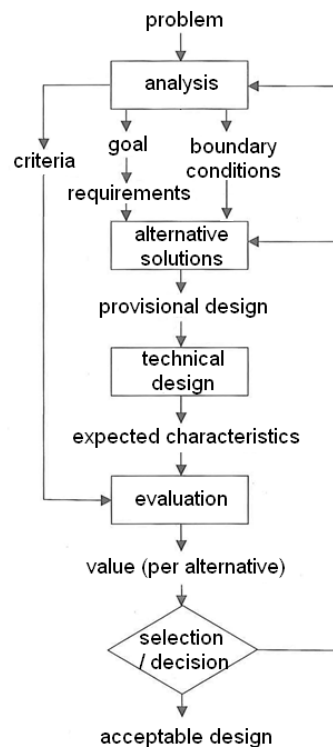 problem
analysis
goal
boundary
conditions
criteria
requirements
alternative
solutions
provisional design
technical
design
expected characteristics
evaluation
value (per alternative)
selection
/ decision
acceptable design